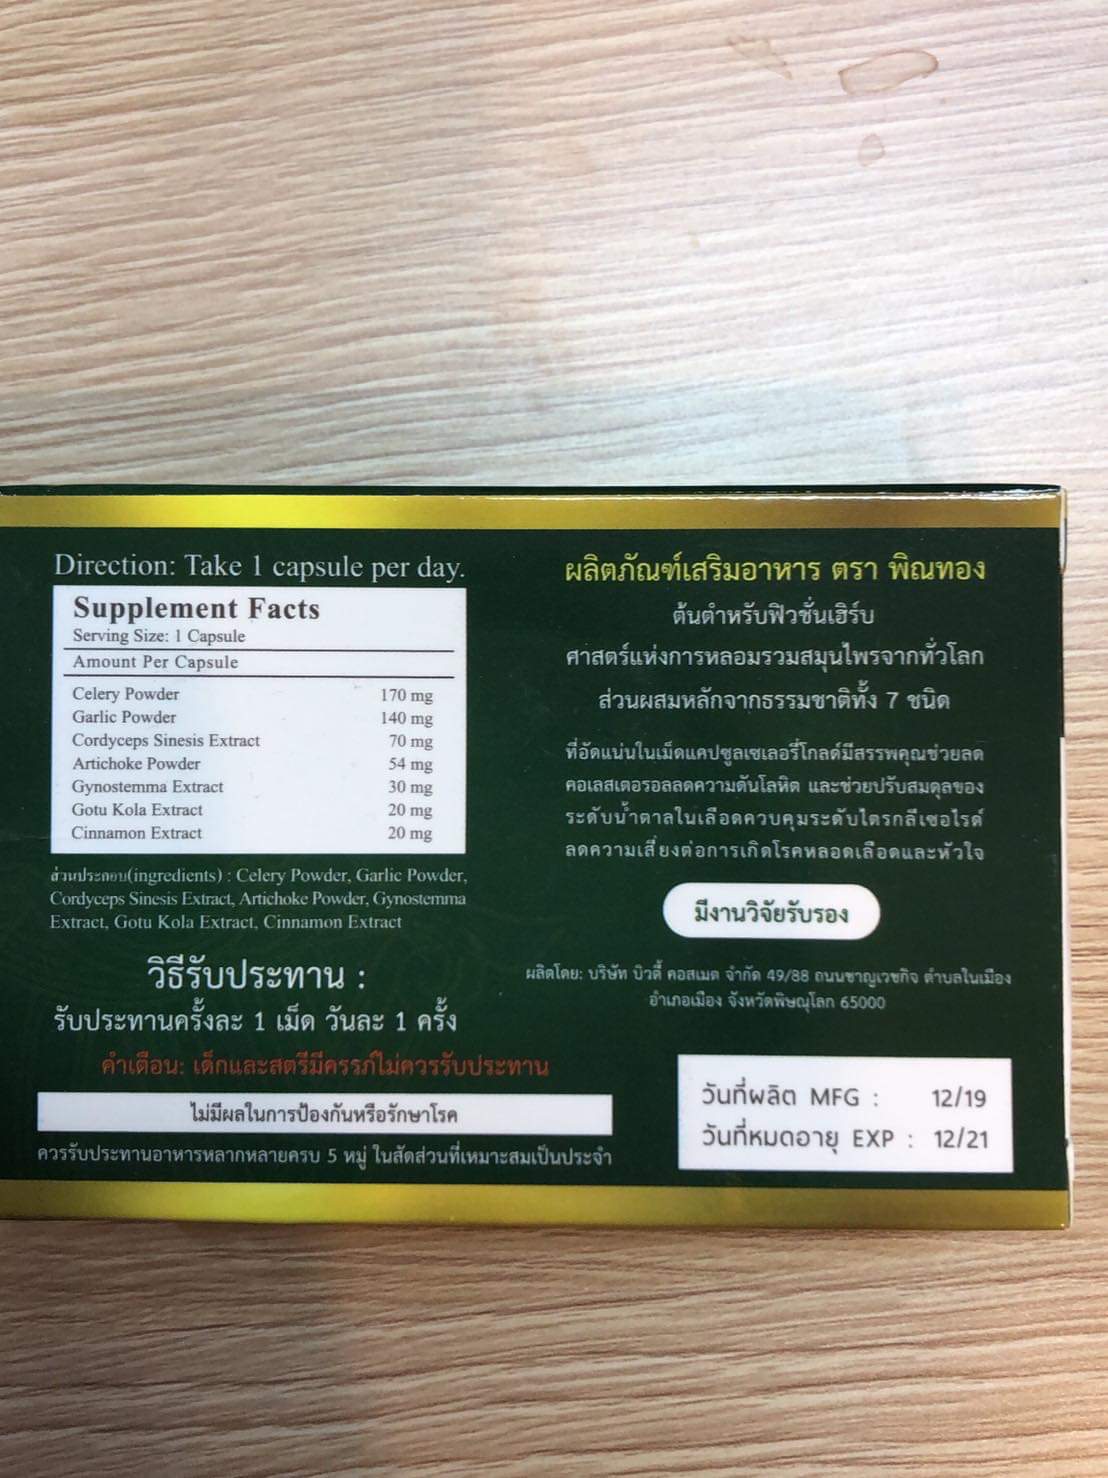 Direction: Take 1 capsule per day.
Supplement Facts
Serving Size: 1 Capsule
Amount Per Capsule
Celery Powder 170 mg
Garlic Powder 140 mg
Cordyceps Sinesis Extract 70 mg
Artichoke Powder 54 mg
Gynostemma Extract 30 mg
Gotu Kola Extract 20 mg
Cinnamon Extract 20 mg
ส่วนประกอบ(ingredients) : Celery Powder, Garlic Powder,
Cordyceps Sinesis Extract, Artichoke Powder, Gynostemma
Extract, Gotu Kola Extract, Cinnamon Extract
วิธีรับประทาน :
รับประทานครั้งละ 1 เม็ด วันละ 1 ครั้ง
คำเตือน: เด็กและสตรีมีครรภ์ไม่ควรรับประทาน
ไม่มีผลในการป้องกันหรือรักษาโรค
ควรรับประทานอาหารหลากหลายครบ 5 หมู่ ในสัดส่วนที่เหมาะสมเป็นประจำ
ผลิตภัณฑ์เสริมอาหาร ตรา พิณทอง
ต้นตำหรับฟิวชั่นเฮิร์บ
ศาสตร์แห่งการหลอมรวมสมุนไพรจากทั่วโลก
ส่วนผสมหลักจากธรรมชาติทั้ง 7 ชนิด
ที่อัดแน่นในเม็ดแคปซูลเซเลอรี่โกลด์มีสรรพคุณช่วยลด
คอเลสเตอรอลลดความดันโลหิต และช่วยปรับสมดุลของ
ระดับน้ำตาลในเลือดควบคุมระดับไตรกลีเซอไรด์
ลดความเสี่ยงต่อการเกิดโรคหลอดเลือดและหัวใจ
มีงานวิจัยรับรอง
ผลิตโดย: บริษัท บิวตี้ คอสเมต จำกัด 49/88 ถนนชาญเวชกิจ ตำบลในเมือง
อำเภอเมือง จังหวัดพิษณุโลก 65000
วันที่ผลิต MFG : 12/19
วันที่หมดอายุ EXP : 12/21